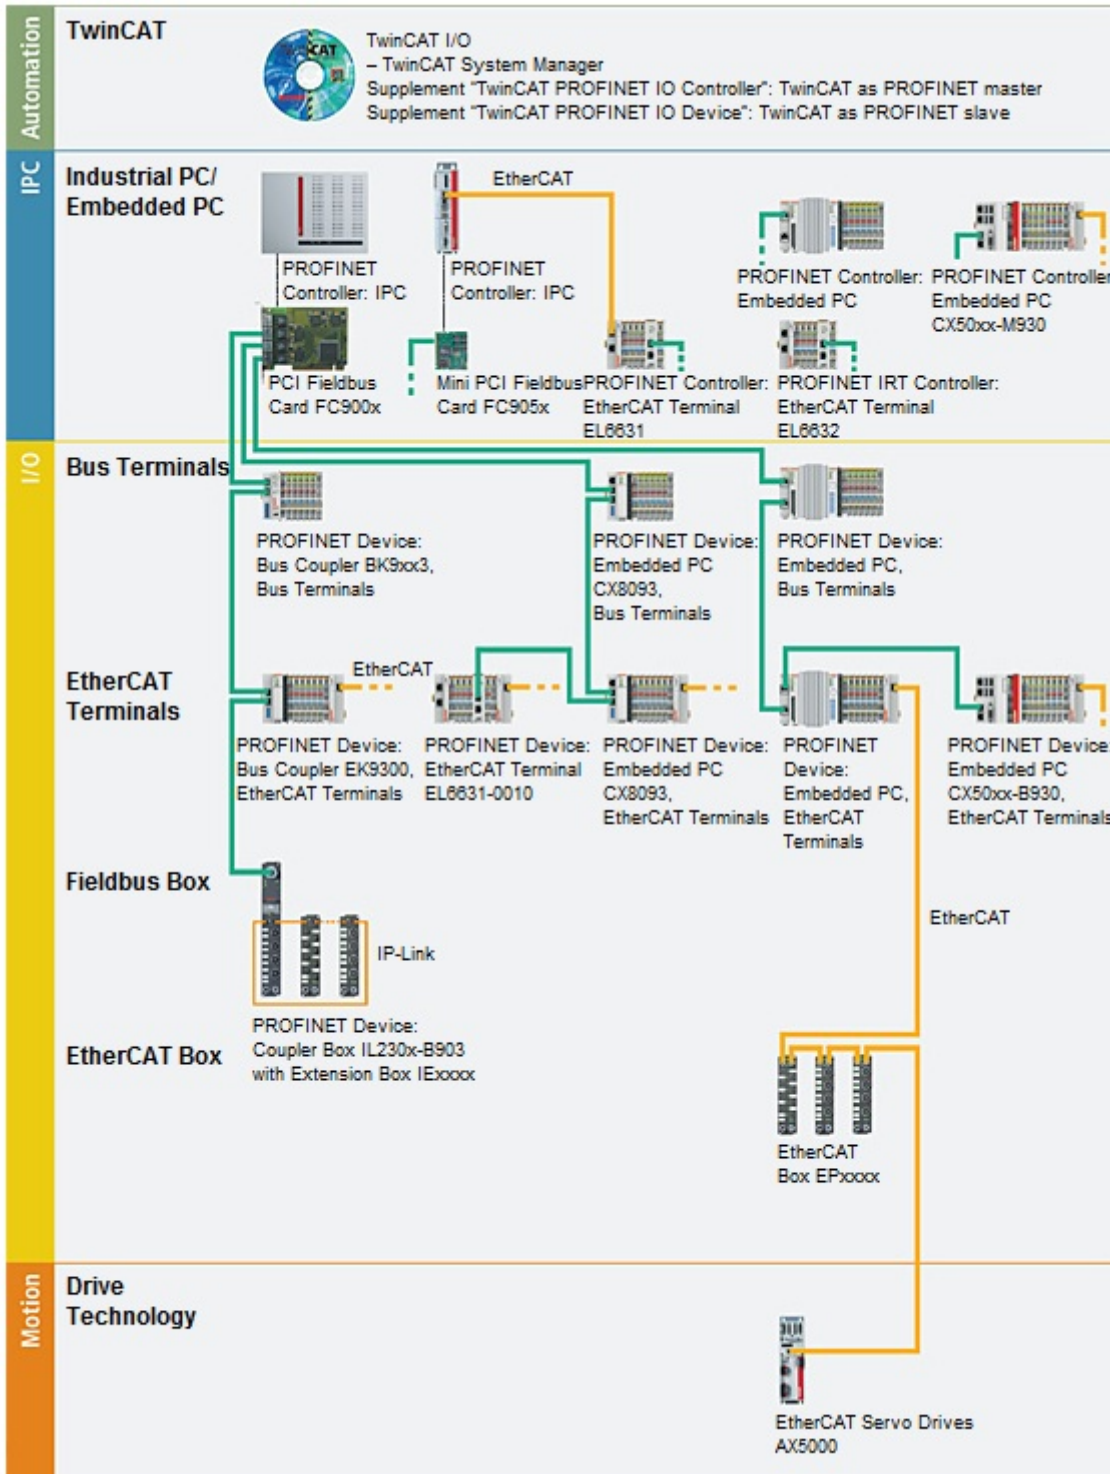 Automation
TwinCAT
TwinCAT
TwinCAT I/O
– TwinCAT System Manager
Supplement "TwinCAT PROFINET IO Controller": TwinCAT as PROFINET master
Supplement "TwinCAT PROFINET IO Device": TwinCAT as PROFINET slave
IPC
Industrial PC/
Embedded PC
EtherCAT
PROFINET
Controller: IPC
PROFINET
Controller: IPC
PROFINET Controller:
Embedded PC
PROFINET Controller
Embedded PC
CX50xx-M930
PCI Fieldbus
Card FC900x
Mini PCI Fieldbus
Card FC905x
PROFINET Controller:
EtherCAT Terminal
EL6631
PROFINET IRT Controller:
EtherCAT Terminal
EL6632
I/O
Bus Terminals
PROFINET Device:
Bus Coupler BK9xx3,
Bus Terminals
PROFINET Device:
Embedded PC
CX8093,
Bus Terminals
PROFINET Device:
Embedded PC,
Bus Terminals
EtherCAT
Terminals
EtherCAT
PROFINET Device:
Bus Coupler EK9300,
EtherCAT Terminals
PROFINET Device:
EtherCAT Terminal
EL6631-0010
PROFINET Device:
Embedded PC
CX8093,
EtherCAT Terminals
PROFINET
Device:
Embedded PC,
EtherCAT
Terminals
PROFINET Device:
Embedded PC
CX50xx-B930,
EtherCAT Terminals
Fieldbus Box
IP-Link
EtherCAT
PROFINET Device:
Coupler Box IL230x-B903
with Extension Box IExxxx
EtherCAT Box
EtherCAT
Box EPxxxx
Motion
Drive
Technology
EtherCAT Servo Drives
AX5000